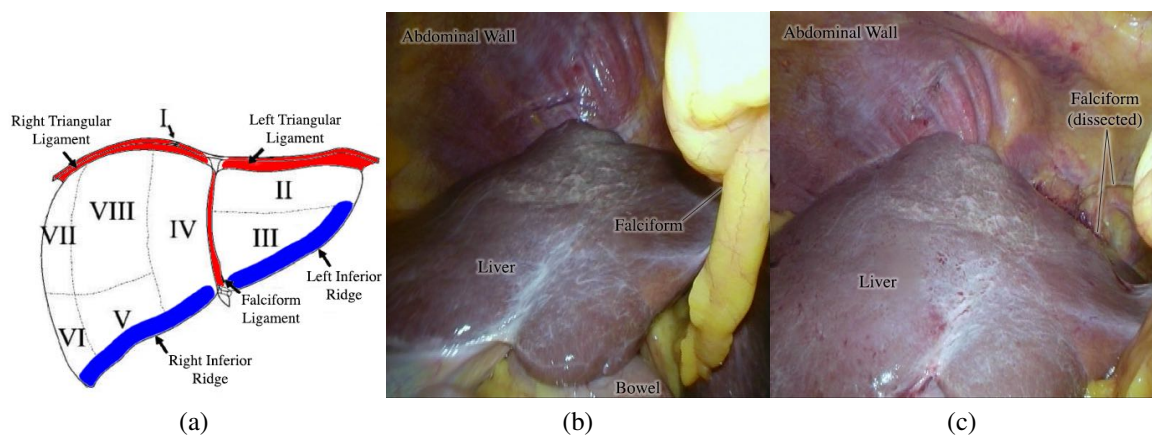 Right Triangular
Ligament
I
Left Triangular
Ligament
II
VIII
VII
IV
III
Left Inferior
Ridge
Falciform
Ligament
V
VI
Right Inferior
Ridge
(a)
Abdominal Wall
Falciform
Liver
Bowel
(b)
Abdominal Wall
Falciform
(dissected)
Liver
(c)